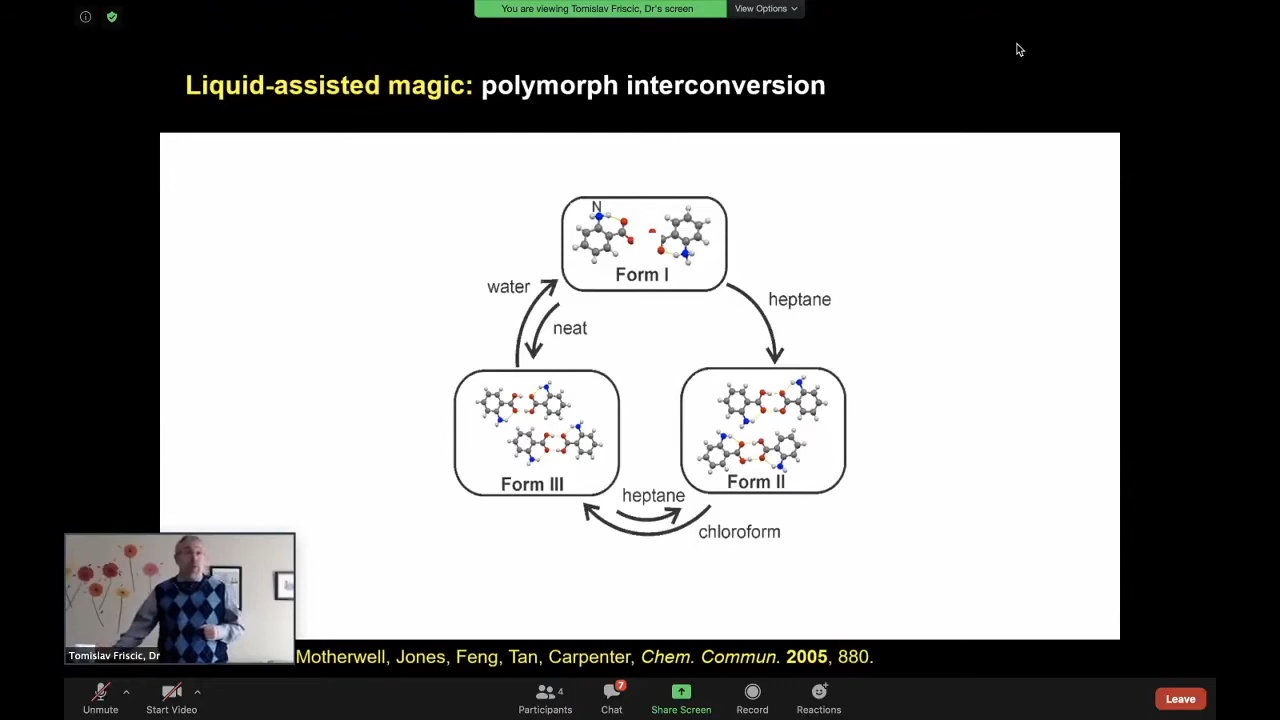 You are viewing Tomislav Friscic, Dr's screen
View Options
Liquid-assisted magic: polymorph interconversion
N
Form I
water
neat
heptane
Form III
Form II
heptane
chloroform
Tomislav Friscic, Dr
Motherwell, Jones, Feng, Tan, Carpenter, Chem. Commun. 2005, 880.
Unmute
Start Video
4
Participants
7
Chat
Share Screen
Record
Reactions
Leave